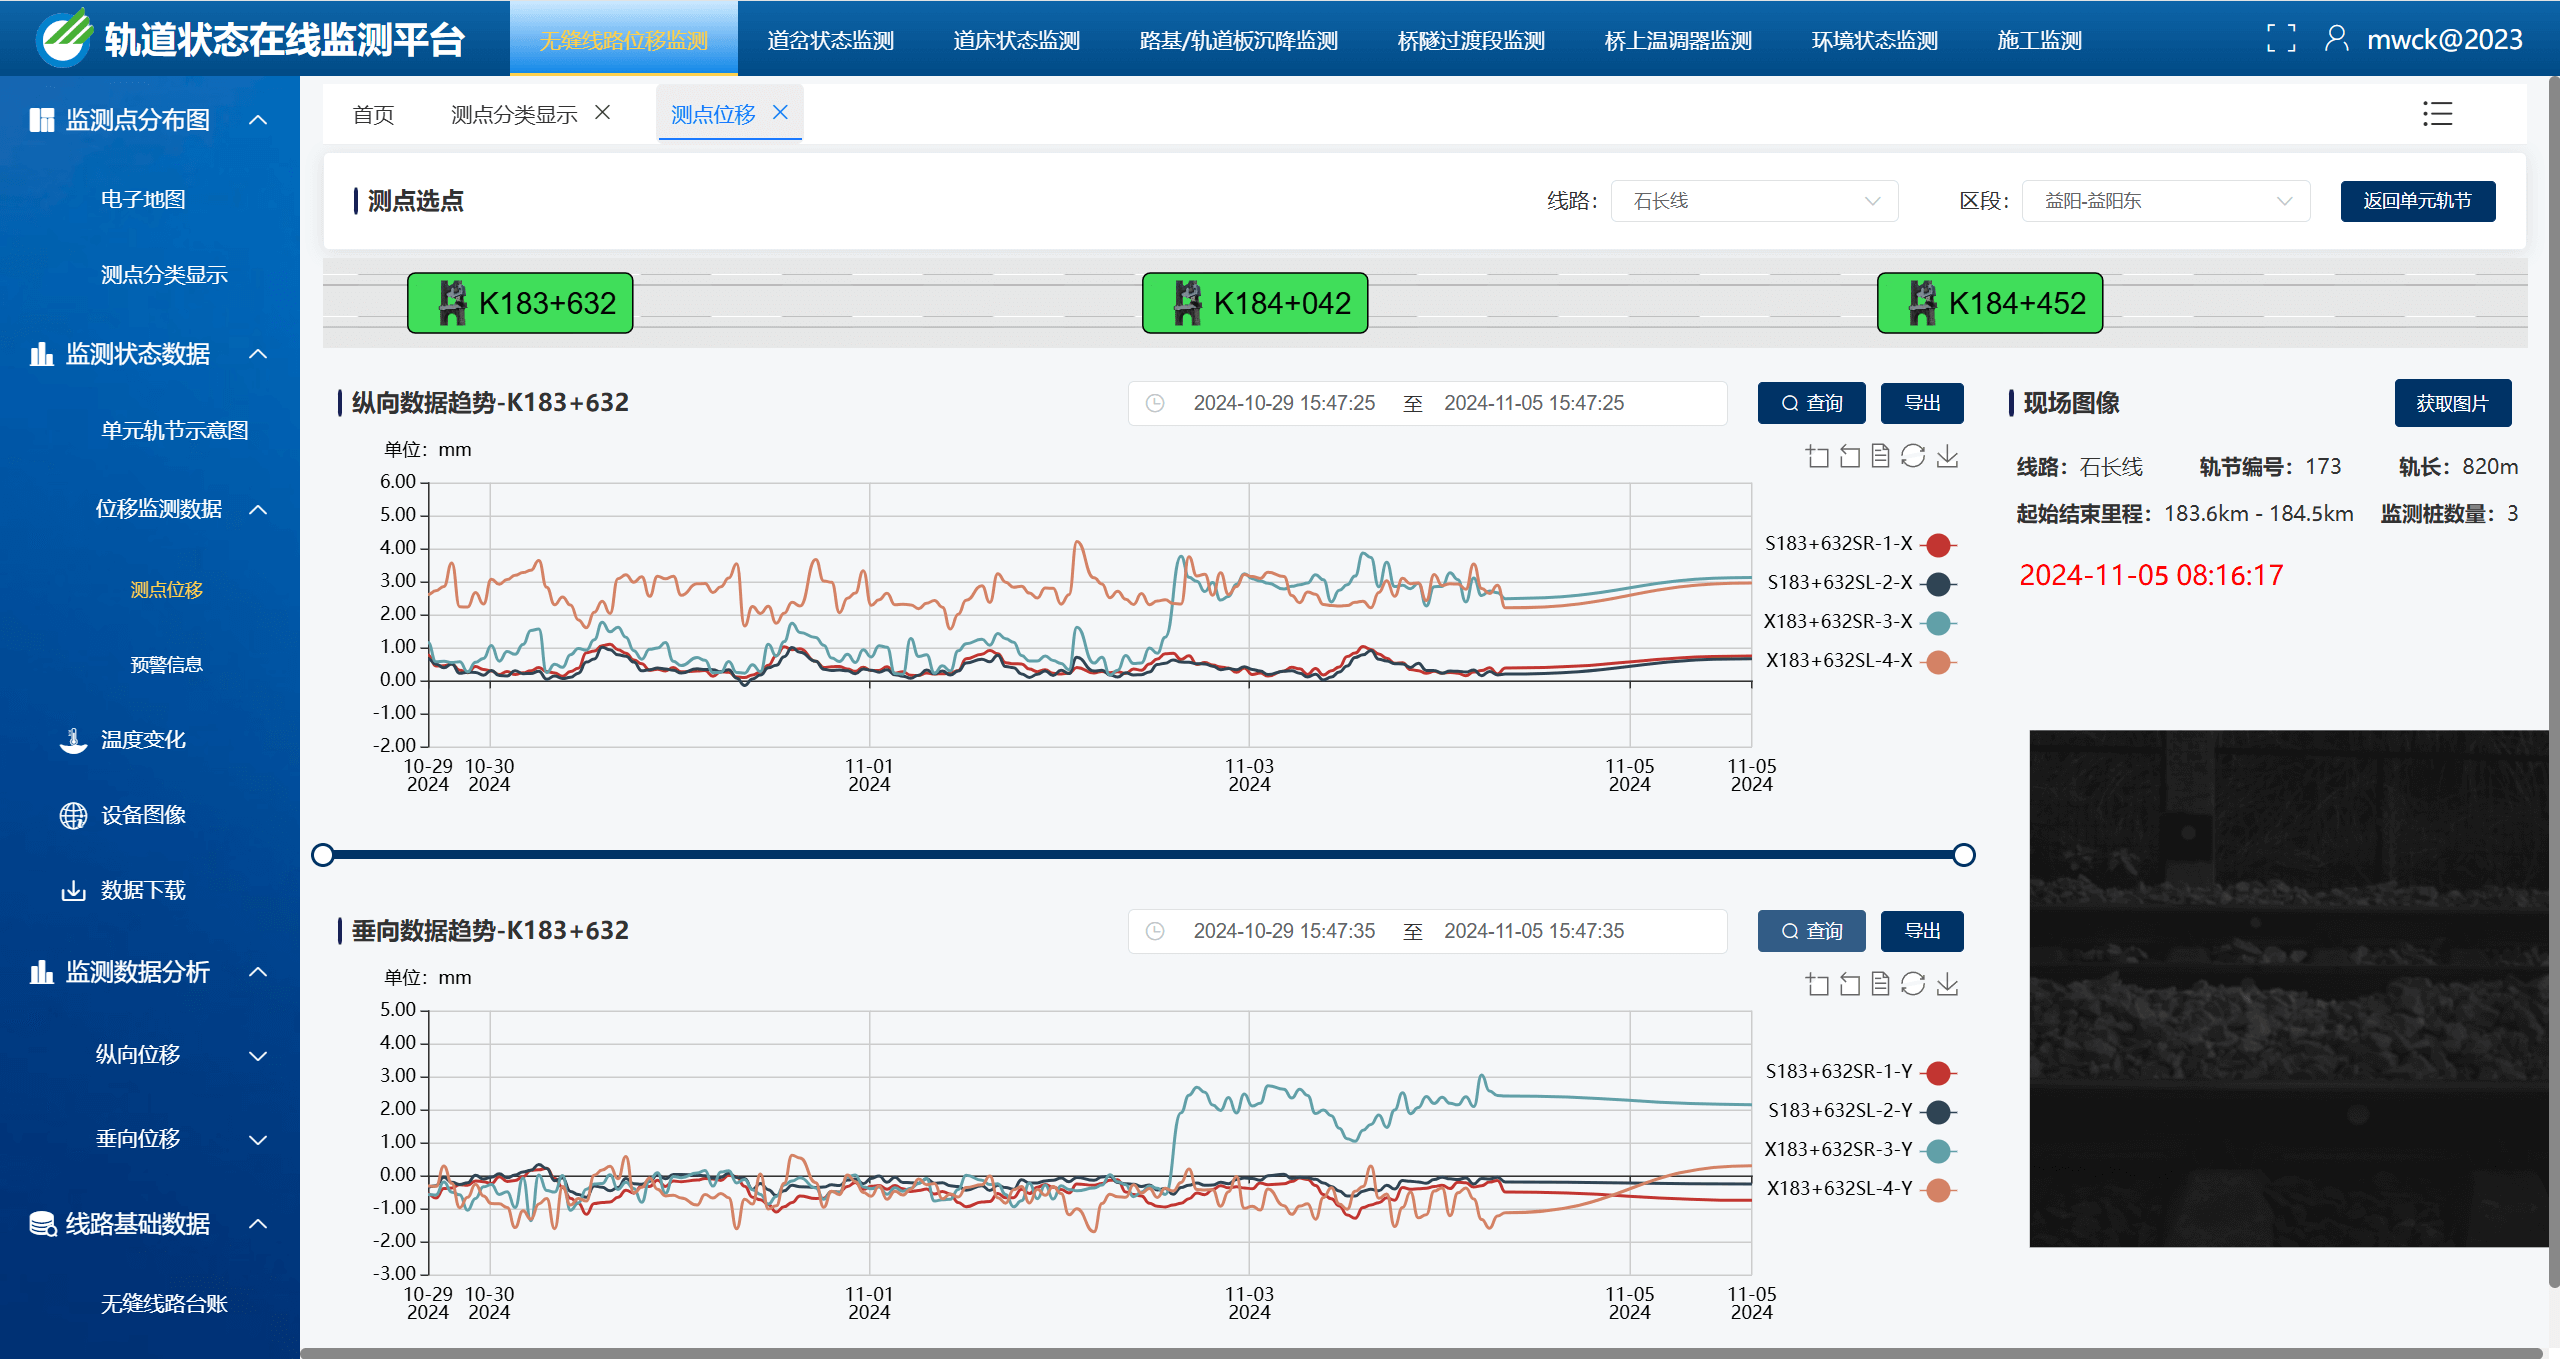 轨道状态在线监测平台
无缝线路位移监测 道岔状态监测 道床状态监测 路基/轨道板沉降监测 桥隧过渡段监测 桥上温调器监测 环境状态监测 施工监测
mwck@2023
监测点分布图
电子地图
测点分类显示
监测状态数据
单元轨节示意图
位移监测数据
测点位移
预警信息
温度变化
设备图像
数据下载
监测数据分析
纵向位移
垂向位移
线路基础数据
无缝线路台账
首页 测点分类显示 测点位移
测点选点
线路： 石长线 区段： 益阳-益阳东 返回单元轨节
K183+632 K184+042 K184+452
纵向数据趋势-K183+632
2024-10-29 15:47:25 至 2024-11-05 15:47:25 查询 导出
单位：mm
6.00
5.00
4.00
3.00
2.00
1.00
0.00
-1.00
-2.00
10-29 10-30 11-01 11-03 11-05 11-05
2024 2024 2024 2024 2024 2024
S183+632SR-1-X
S183+632SL-2-X
X183+632SR-3-X
X183+632SL-4-X
垂向数据趋势-K183+632
2024-10-29 15:47:35 至 2024-11-05 15:47:35 查询 导出
单位：mm
5.00
4.00
3.00
2.00
1.00
0.00
-1.00
-2.00
-3.00
10-29 10-30 11-01 11-03 11-05 11-05
2024 2024 2024 2024 2024 2024
S183+632SR-1-Y
S183+632SL-2-Y
X183+632SR-3-Y
X183+632SL-4-Y
现场图像 获取图片
线路：石长线 轨节编号：173 轨长：820m
起始结束里程：183.6km - 184.5km 监测桩数量：3
2024-11-05 08:16:17